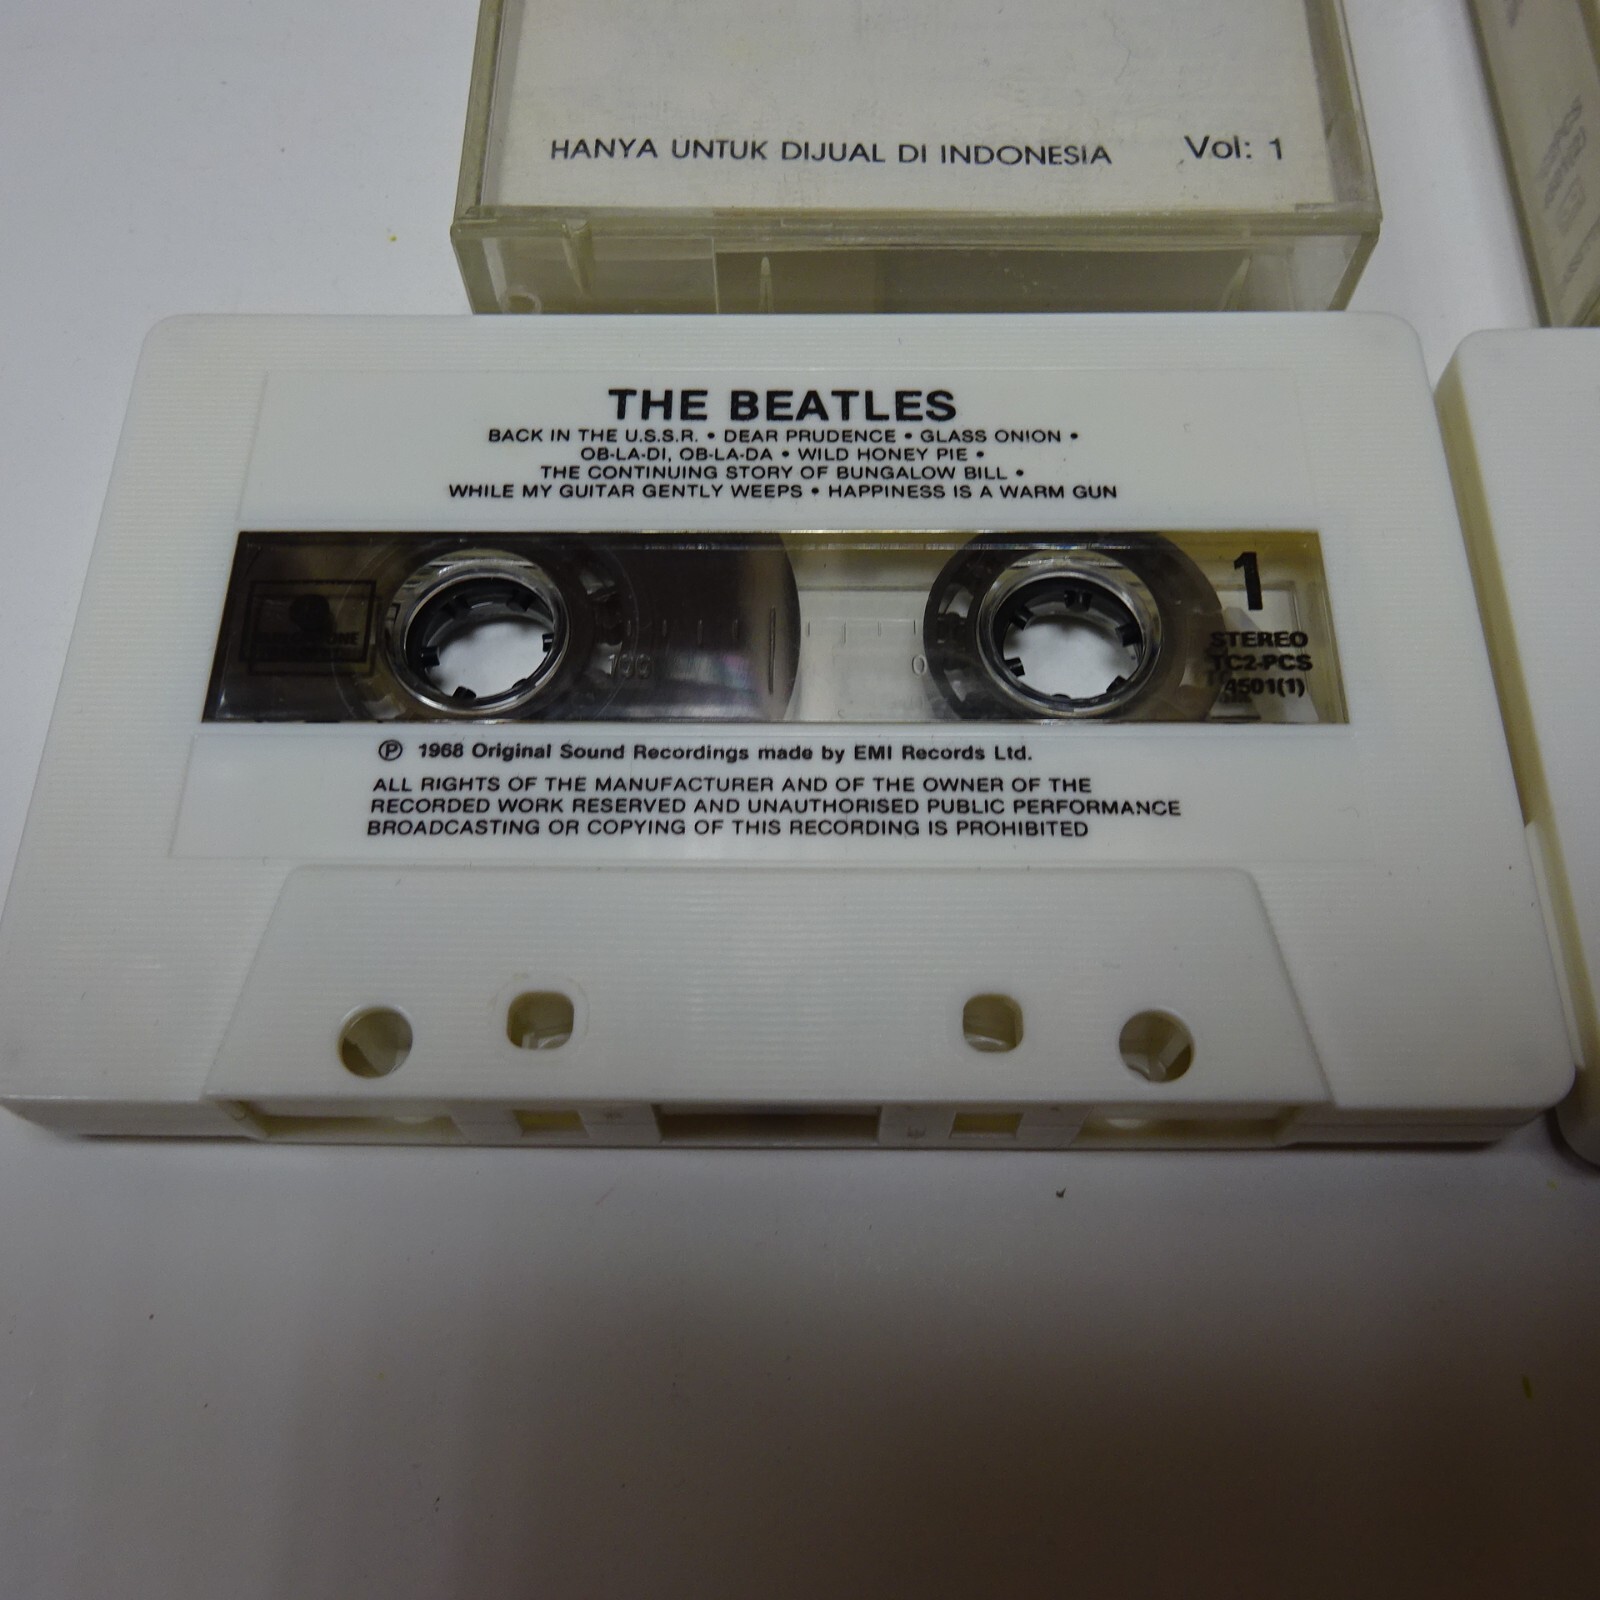 HANYA UNTUK DIJUAL DI INDONESIA Vol: 1
THE BEATLES
BACK IN THE U.S.S.R. • DEAR PRUDENCE • GLASS ONION •
OB-LA-DI, OB-LA-DA • WILD HONEY PIE •
THE CONTINUING STORY OF BUNGALOW BILL •
WHILE MY GUITAR GENTLY WEEPS • HAPPINESS IS A WARM GUN
1
STEREO
TC2-PCS
4501(1)
100 0
℗ 1968 Original Sound Recordings made by EMI Records Ltd.
ALL RIGHTS OF THE MANUFACTURER AND OF THE OWNER OF THE
RECORDED WORK RESERVED AND UNAUTHORISED PUBLIC PERFORMANCE
BROADCASTING OR COPYING OF THIS RECORDING IS PROHIBITED